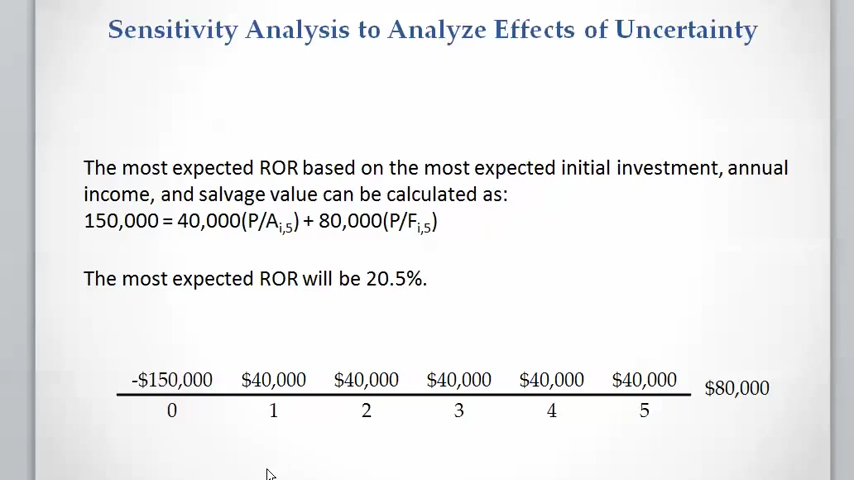 Sensitivity Analysis to Analyze Effects of Uncertainty
The most expected ROR based on the most expected initial investment, annual
income, and salvage value can be calculated as:
150,000 = 40,000(P/Ai,5) + 80,000(P/Fi,5)
The most expected ROR will be 20.5%.
-$150,000 $40,000 $40,000 $40,000 $40,000 $40,000 $80,000
0 1 2 3 4 5